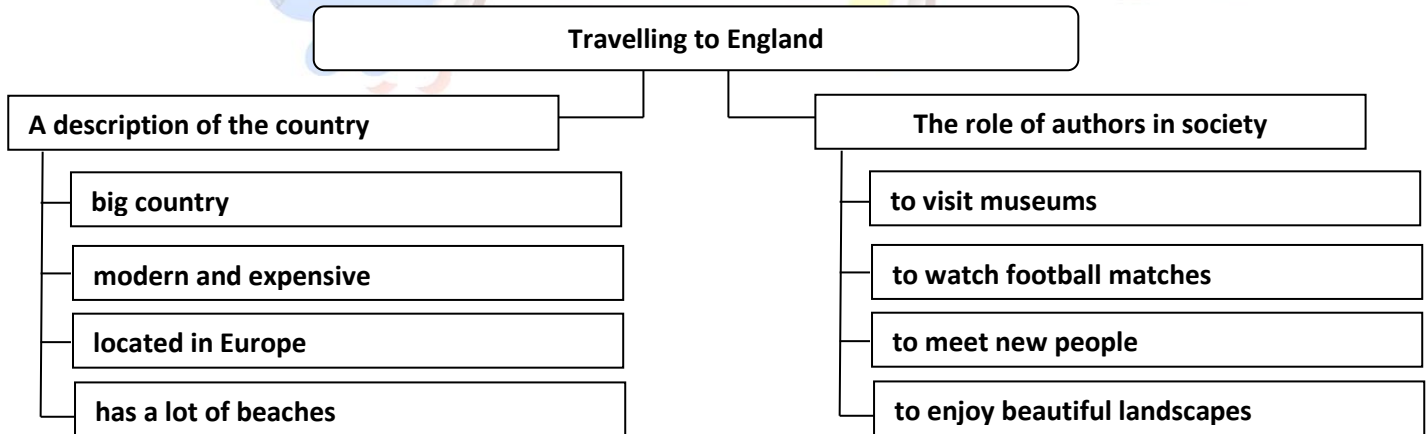 Travelling to England
A description of the country
big country
modern and expensive
located in Europe
has a lot of beaches
The role of authors in society
to visit museums
to watch football matches
to meet new people
to enjoy beautiful landscapes